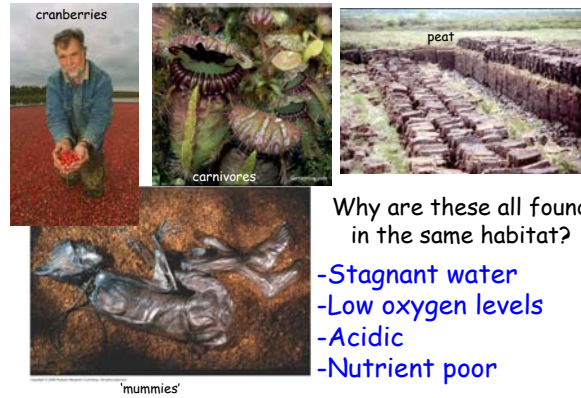 cranberries
carnivores
peat
Why are these all found
in the same habitat?
-Stagnant water
-Low oxygen levels
-Acidic
-Nutrient poor
'mummies'